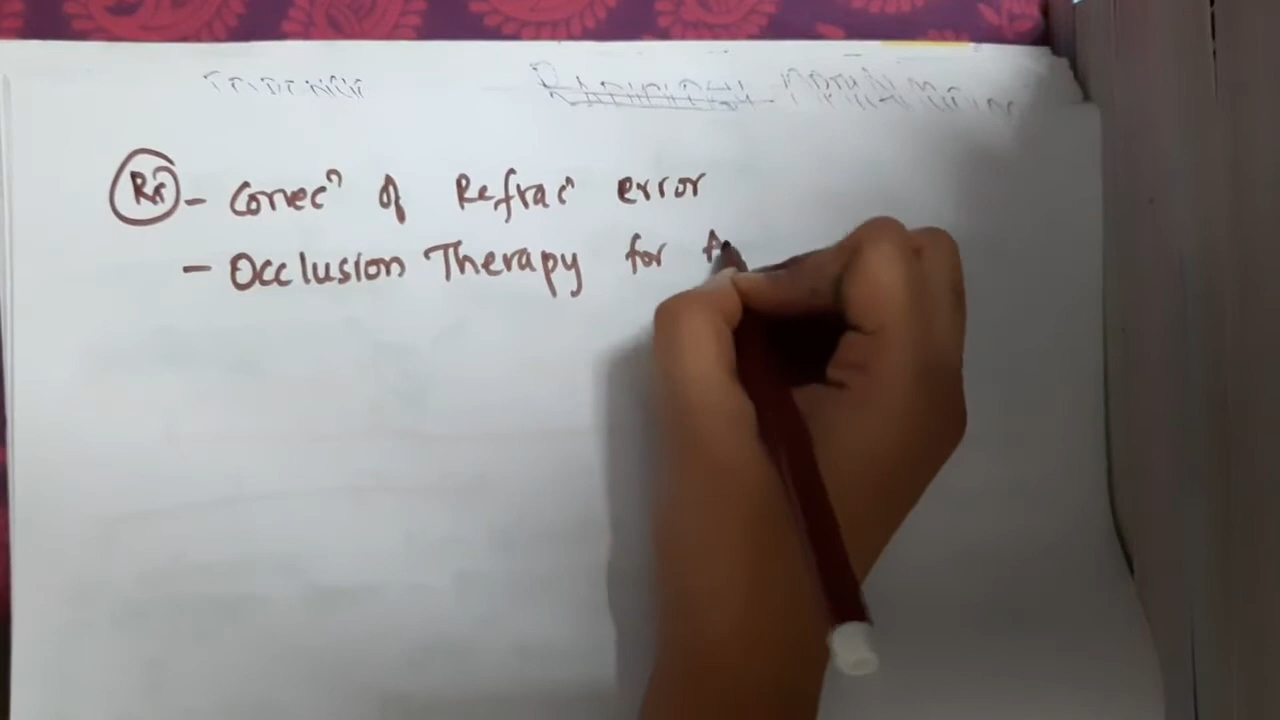 Rx - Correcⁿ of Refracⁿ error
- Occlusion Therapy for A